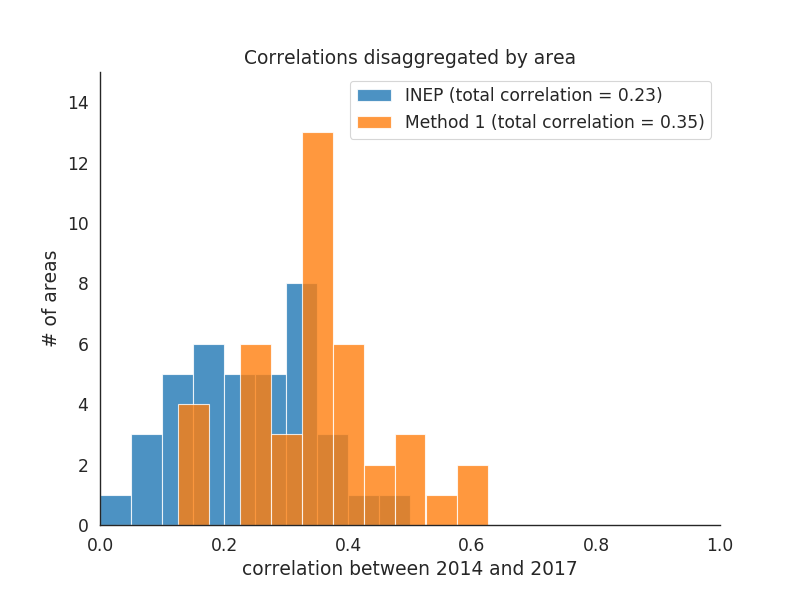 Correlations disaggregated by area
INEP (total correlation = 0.23)
Method 1 (total correlation = 0.35)
# of areas
14
12
10
8
6
4
2
0
0.0 0.2 0.4 0.6 0.8 1.0
correlation between 2014 and 2017